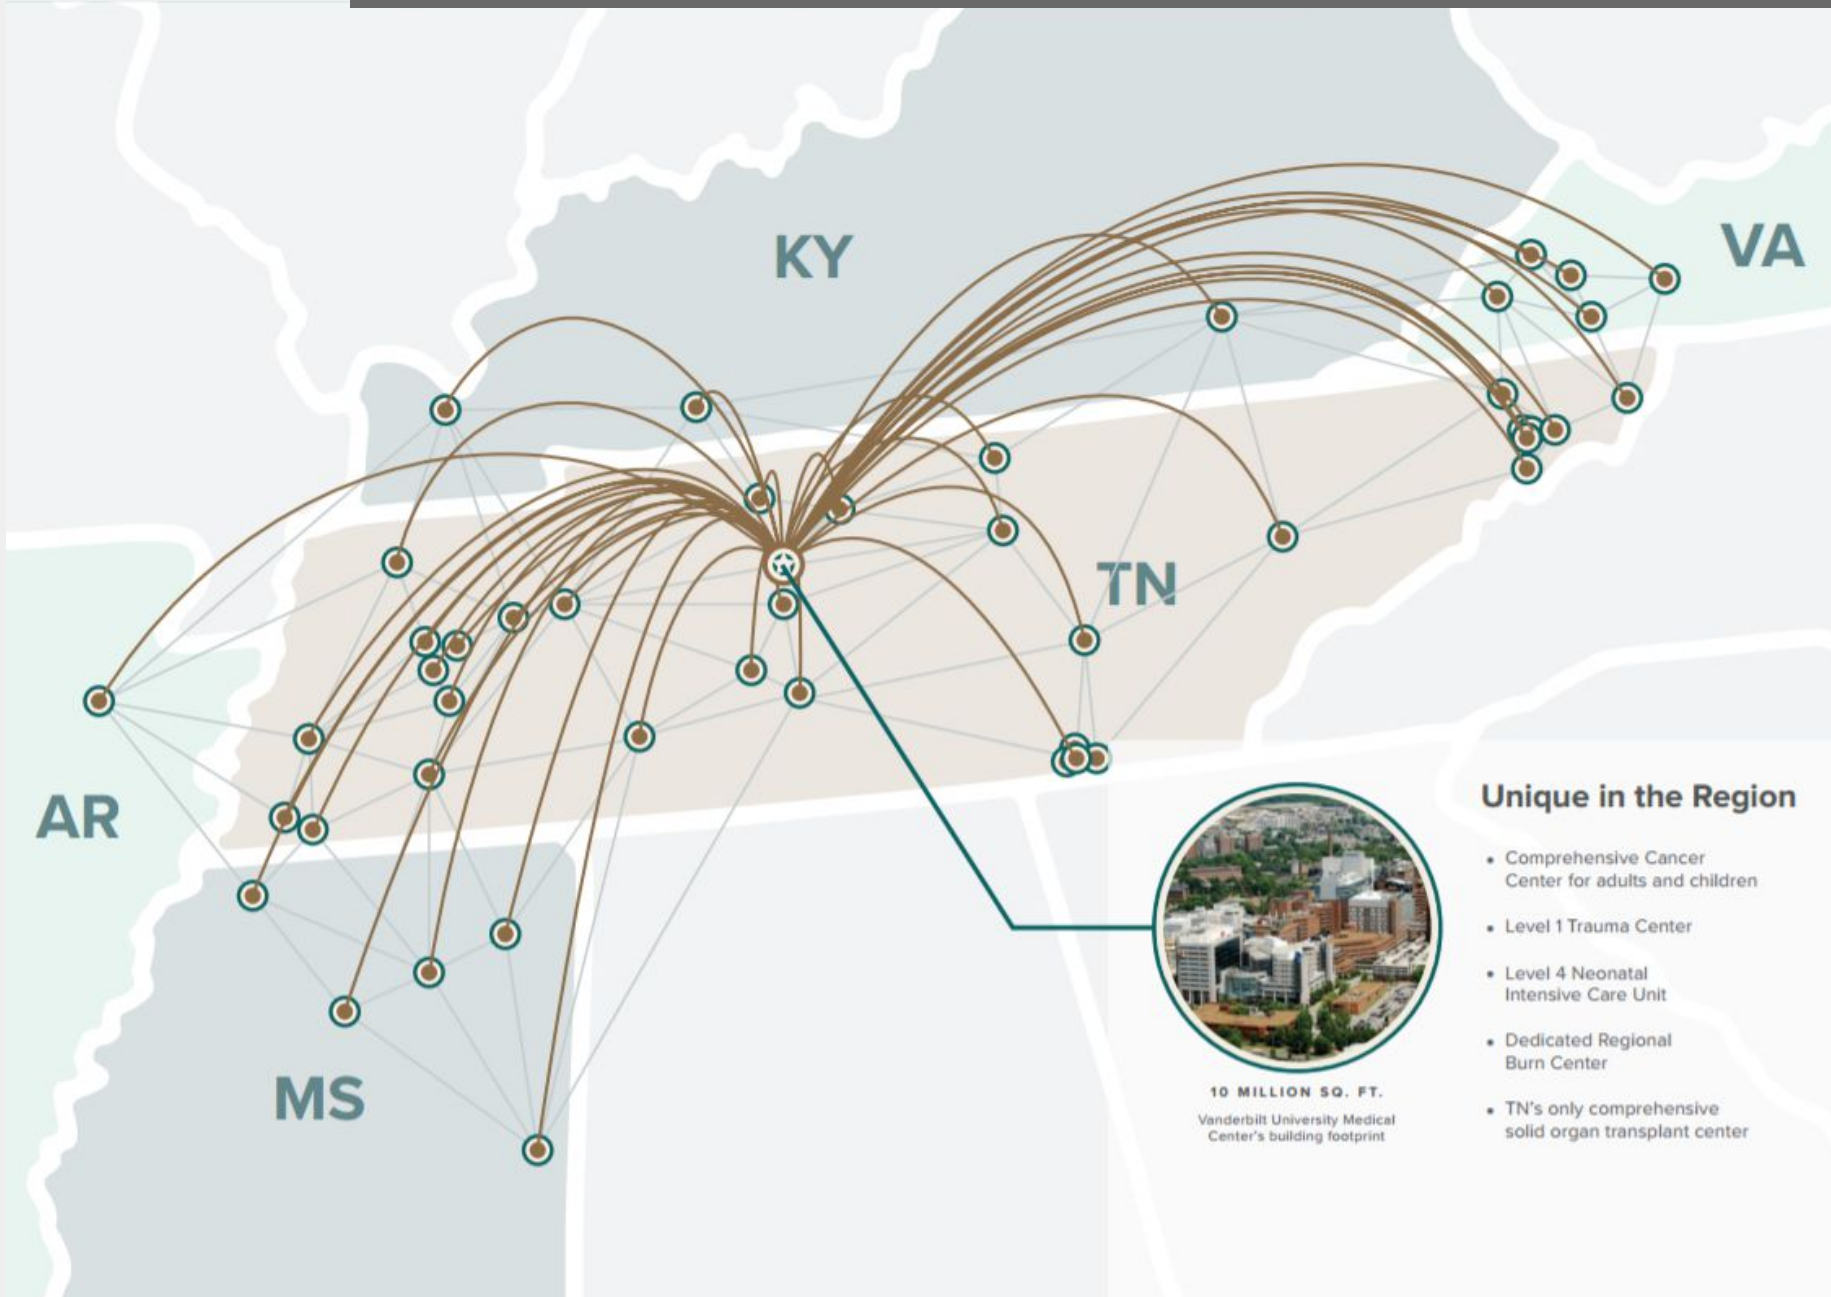 KY
VA
TN
AR
MS
Unique in the Region
• Comprehensive Cancer
Center for adults and children
• Level 1 Trauma Center
• Level 4 Neonatal
Intensive Care Unit
• Dedicated Regional
Burn Center
• TN's only comprehensive
solid organ transplant center
10 MILLION SQ. FT.
Vanderbilt University Medical
Center's building footprint